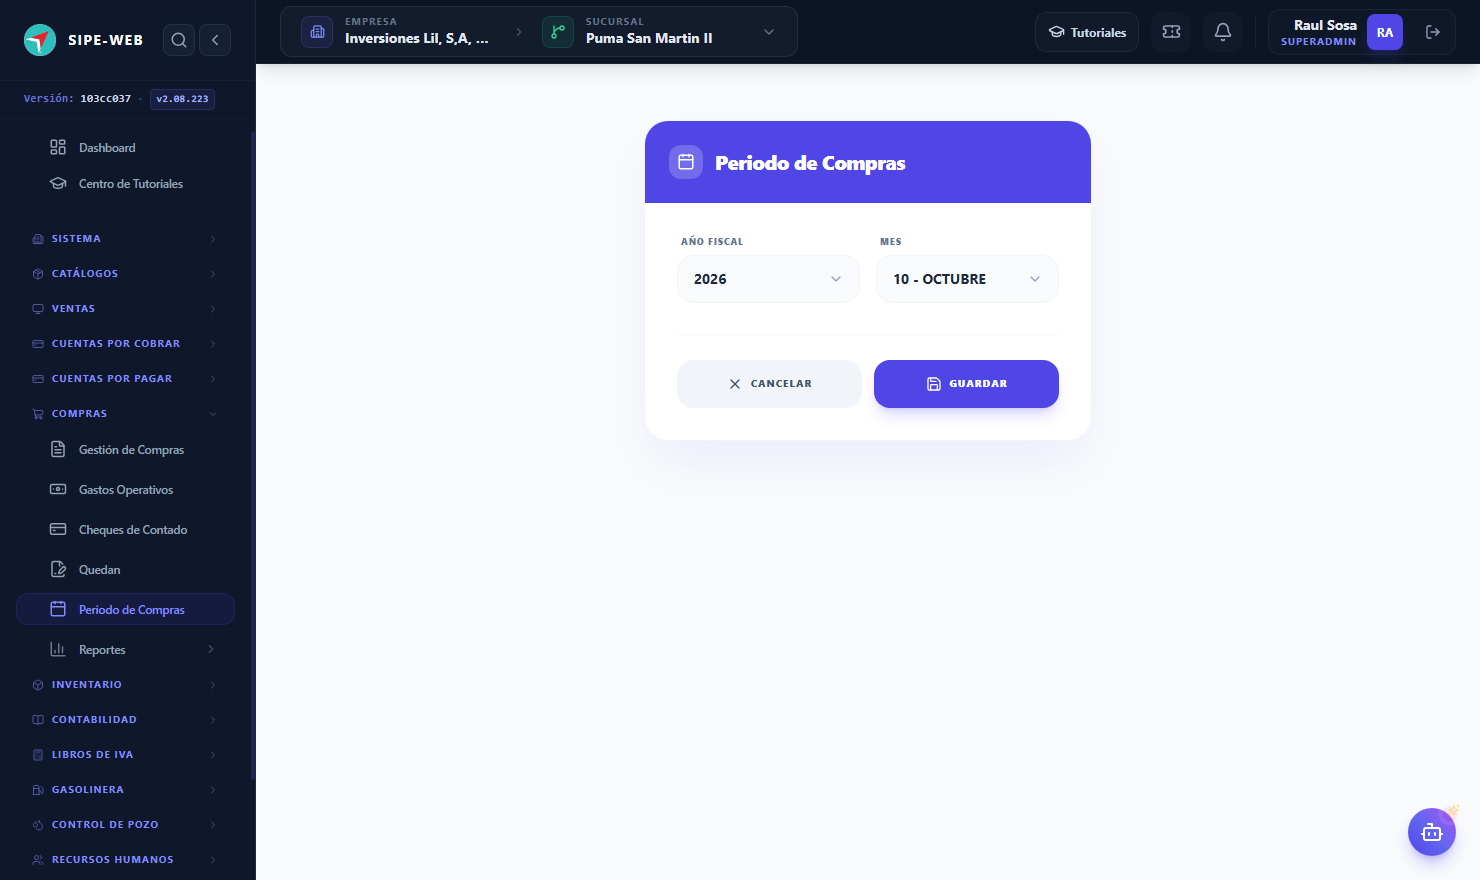 SIPE-WEB
EMPRESA
Inversiones Lil, S,A, ...
SUCURSAL
Puma San Martin II
Tutoriales
Raul Sosa
SUPERADMIN
RA
Versión: 103cc037 · v2.08.223
Dashboard
Centro de Tutoriales
SISTEMA
CATÁLOGOS
VENTAS
CUENTAS POR COBRAR
CUENTAS POR PAGAR
COMPRAS
Gestión de Compras
Gastos Operativos
Cheques de Contado
Quedan
Periodo de Compras
Reportes
INVENTARIO
CONTABILIDAD
LIBROS DE IVA
GASOLINERA
CONTROL DE POZO
RECURSOS HUMANOS
Periodo de Compras
AÑO FISCAL
MES
2026
10 - OCTUBRE
CANCELAR
GUARDAR